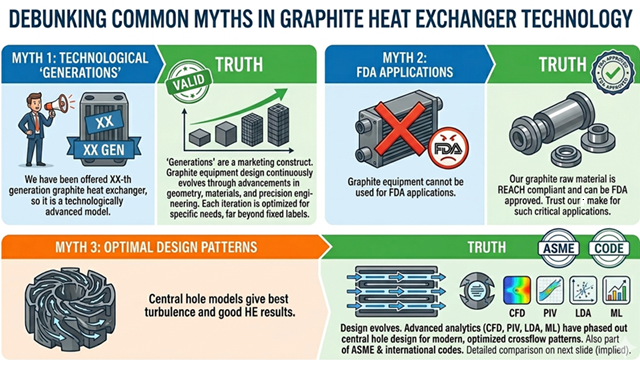 DEBUNKING COMMON MYTHS IN GRAPHITE HEAT EXCHANGER TECHNOLOGY
MYTH 1: TECHNOLOGICAL
‘GENERATIONS’
XX
XX GEN
We have been offered XX-th
generation graphite heat exchanger,
so it is a technologically
advanced model.
TRUTH
VALID
‘Generations’ are a marketing construct.
Graphite equipment design continuously
evolves through advancements in
geometry, materials, and precision engi-
neering. Each iteration is optimized for
specific needs, far beyond fixed labels.
MYTH 2:
FDA APPLICATIONS
FDA
Graphite equipment cannot be
used for FDA applications.
TRUTH
FDA APPROVED
FDA APPROVED
Our graphite raw material is
REACH compliant and can be FDA
approved. Trust our make for
such critical applications.
MYTH 3: OPTIMAL DESIGN PATTERNS
Central hole models give best
turbulence and good HE results.
TRUTH
ASME
CODE
CFD
PIV
LDA
ML
Design evolves. Advanced analytics (CFD, PIV, LDA, ML) have phased out
central hole design for modern, optimized crossflow patterns. Also
part of ASME & international codes. Detailed comparison on next slide (implied).